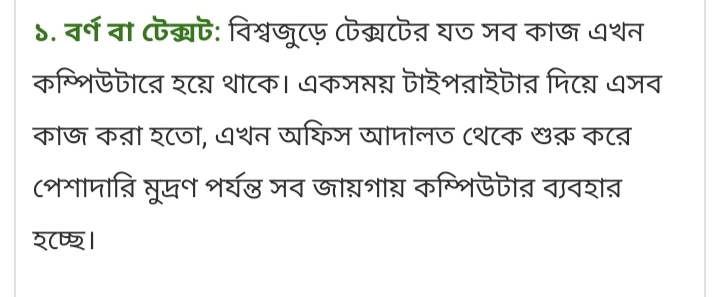 ১. বর্ণ বা টেক্সট: বিশ্বজুড়ে টেক্সটের যত সব কাজ এখন
কম্পিউটারে হয়ে থাকে। একসময় টাইপরাইটার দিয়ে এসব
কাজ করা হতো, এখন অফিস আদালত থেকে শুরু করে
পেশাদারি মুদ্রণ পর্যন্ত সব জায়গায় কম্পিউটার ব্যবহার
হচ্ছে।